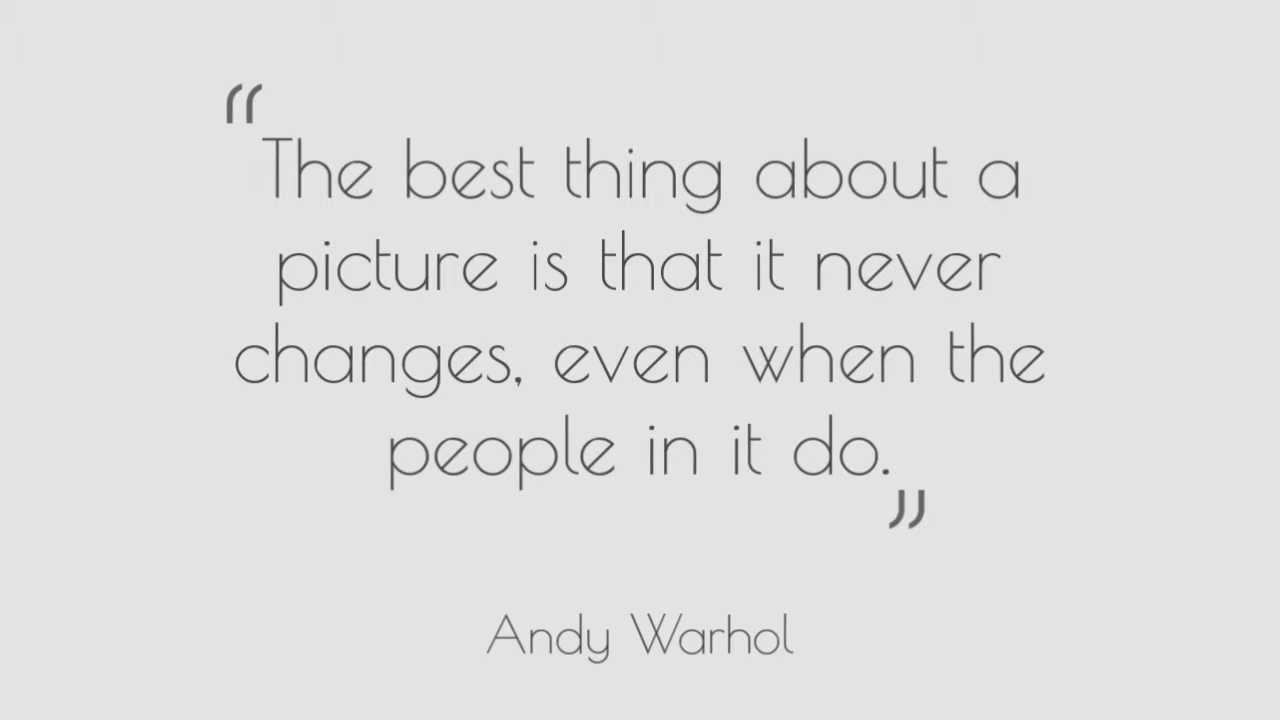 “The best thing about a
picture is that it never
changes, even when the
people in it do.”
Andy Warhol